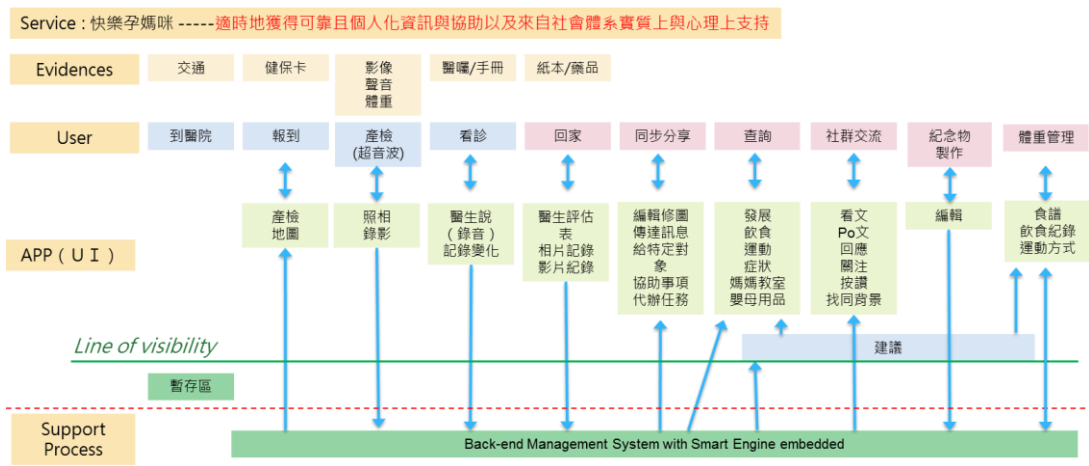 Service : 快樂孕媽咪 -----適時地獲得可靠且個人化資訊與協助以及來自社會體系實質上與心理上支持
Evidences
交通
健保卡
影像
聲音
體重
醫囑/手冊
紙本/藥品
User
到醫院
報到
產檢
(超音波)
看診
回家
同步分享
查詢
社群交流
紀念物
製作
體重管理
APP（ＵＩ）
產檢
地圖
照相
錄影
醫生說
（錄音）
記錄變化
醫生評估
表
相片記錄
影片紀錄
編輯修圖
傳達訊息
給特定對
象
協助事項
代辦任務
發展
飲食
運動
症狀
媽媽教室
嬰母用品
看文
Po文
回應
關注
按讚
找同背景
編輯
食譜
飲食紀錄
運動方式
Line of visibility
建議
暫存區
Support
Process
Back-end Management System with Smart Engine embedded